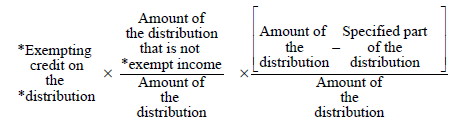 *Exempting
credit on
the
*distribution
×
Amount of
the distribution
that is not
*exempt income
Amount of
the
distribution
×
[Amount of
the
distribution
–
Specified part
of the
distribution]
Amount of
the
distribution